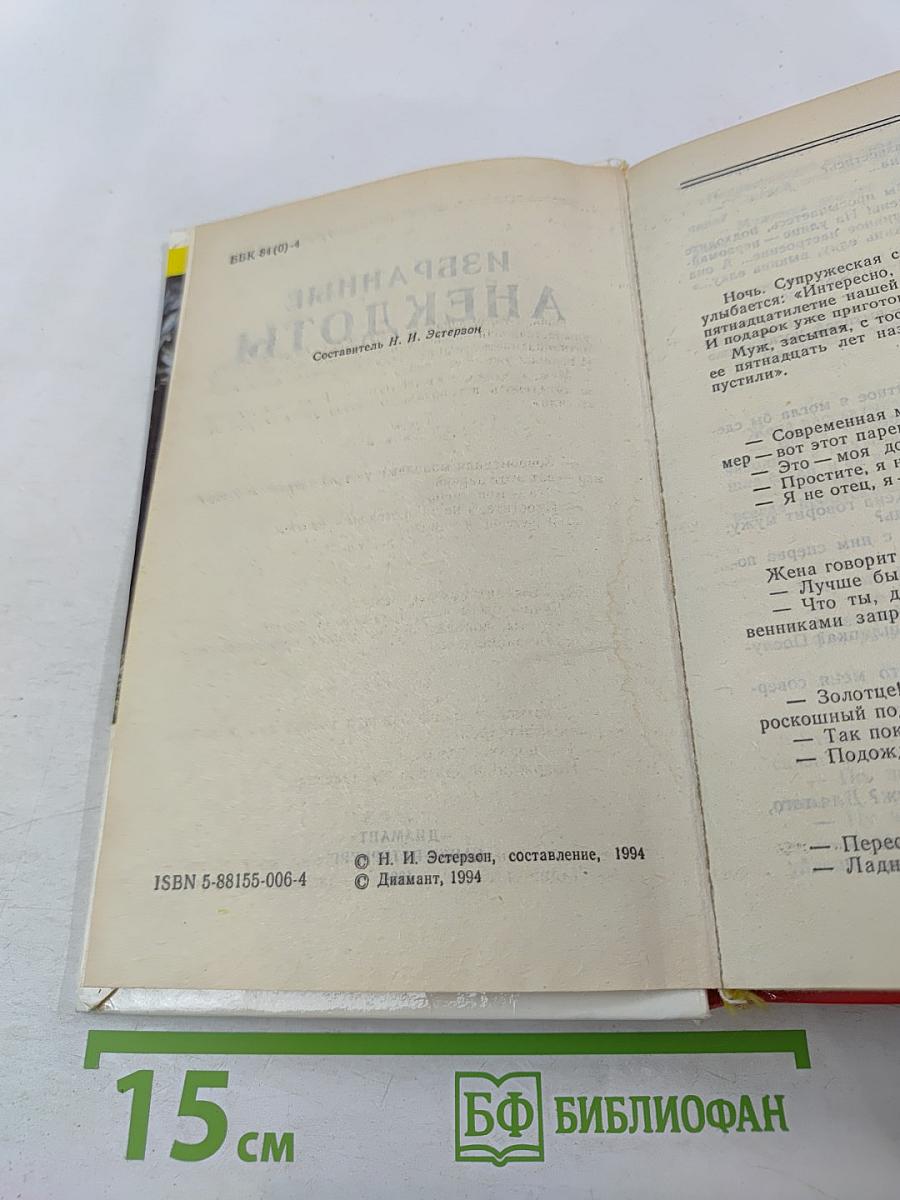 ББК 84(0)-4
ИЗБРАННЫЕ
АНЕКДОТЫ
Составитель Н. И. Эстерзон
ISBN 5-88155-006-4
© Н. И. Эстерзон, составление, 1994
© Диамант, 1994
Ночь. Супружеская с
улыбается: «Интересно,
пятнадцатилетие нашей
И подарок уже приготов
Муж, засыпая, с тос
ее пятнадцать лет наз
пустили».
— Современная м
мер — вот этот парен
— Это — моя до
— Простите, я н
— Я не отец, я —
Жена говорит
— Лучше бы
— Что ты, д
венниками запр
— Золотце!
роскошный по
— Так пок
— Подожд
— Перес
— Ладн
15 см
БФ БИБЛИОФАН